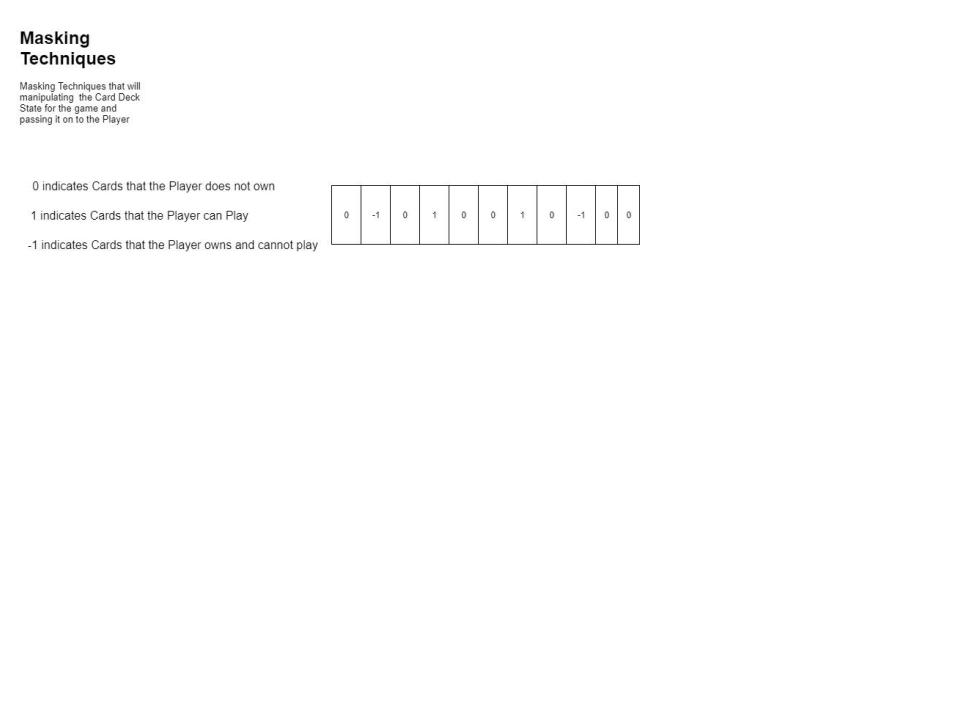 Masking
Techniques
Masking Techniques that will
manipulating  the Card Deck
State for the game and
passing it on to the Player
0 indicates Cards that the Player does not own
1 indicates Cards that the Player can Play
-1 indicates Cards that the Player owns and cannot play
0 -1 0 1 0 0 1 0 -1 0 0